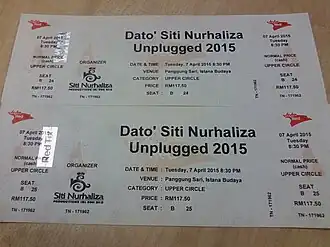 07 April 2015
Tuesday
8:30 PM
NORMAL PRICE
(cash)
UPPER CIRCLE
SEAT
B 24
RM117.50
TN - 171963
ORGANIZER
Siti Nurhaliza
Dato' Siti Nurhaliza
Unplugged 2015
DATE & TIME : Tuesday, 7 April 2015 8:30 PM
VENUE : Panggung Sari, Istana Budaya
CATEGORY : UPPER CIRCLE
PRICE : RM117.50
SEAT : B 24
07 April 2015
Tuesday
8:30 PM
NORMAL PRICE
(cash)
UPPER CIRCLE
SEAT
B 24
RM117.50
07 April 2015
Tuesday
8:30 PM
NORMAL PRICE
(cash)
UPPER CIRCLE
SEAT
B 25
RM117.50
TN - 171962
ORGANIZER
Siti Nurhaliza
Dato' Siti Nurhaliza
Unplugged 2015
DATE & TIME : Tuesday, 7 April 2015 8:30 PM
VENUE : Panggung Sari, Istana Budaya
CATEGORY : UPPER CIRCLE
PRICE : RM117.50
SEAT : B 25
07 April 2015
Tuesday
8:30 PM
NORMAL PRICE
(cash)
UPPER CIRCLE
SEAT
B 25
RM117.50
TN - 171962